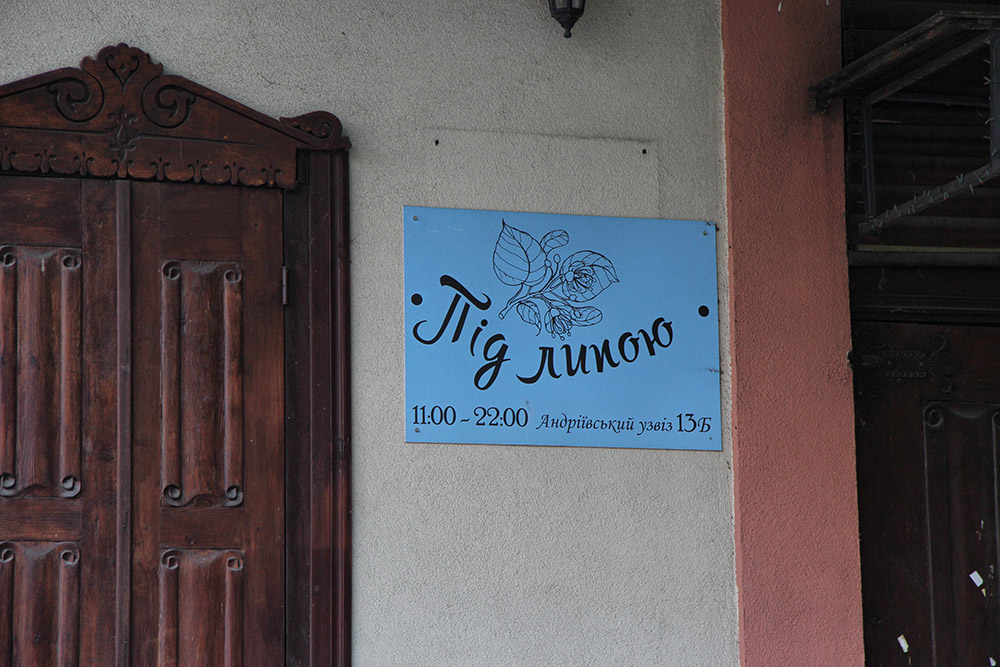 Під липою
11:00 - 22:00 Андріївський узвіз 13Б